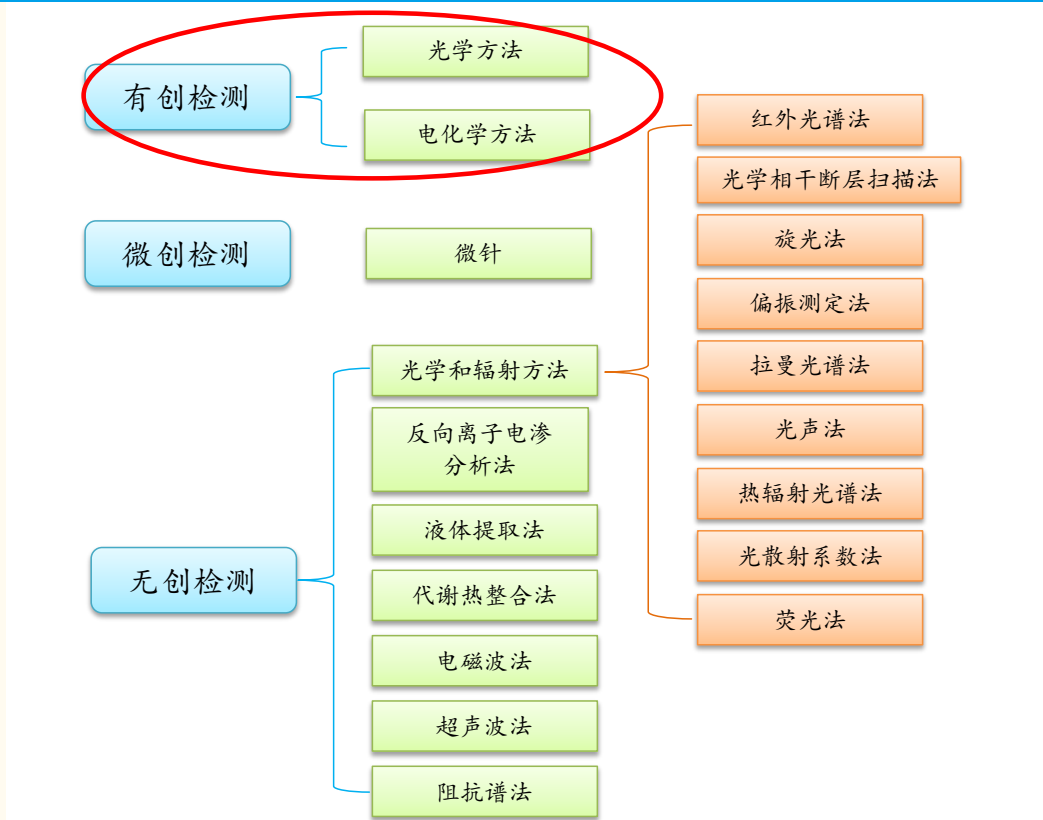 有创检测
光学方法
电化学方法
微创检测
微针
无创检测
光学和辐射方法
反向离子电渗
分析法
液体提取法
代谢热整合法
电磁波法
超声波法
阻抗谱法
红外光谱法
光学相干断层扫描法
旋光法
偏振测定法
拉曼光谱法
光声法
热辐射光谱法
光散射系数法
荧光法